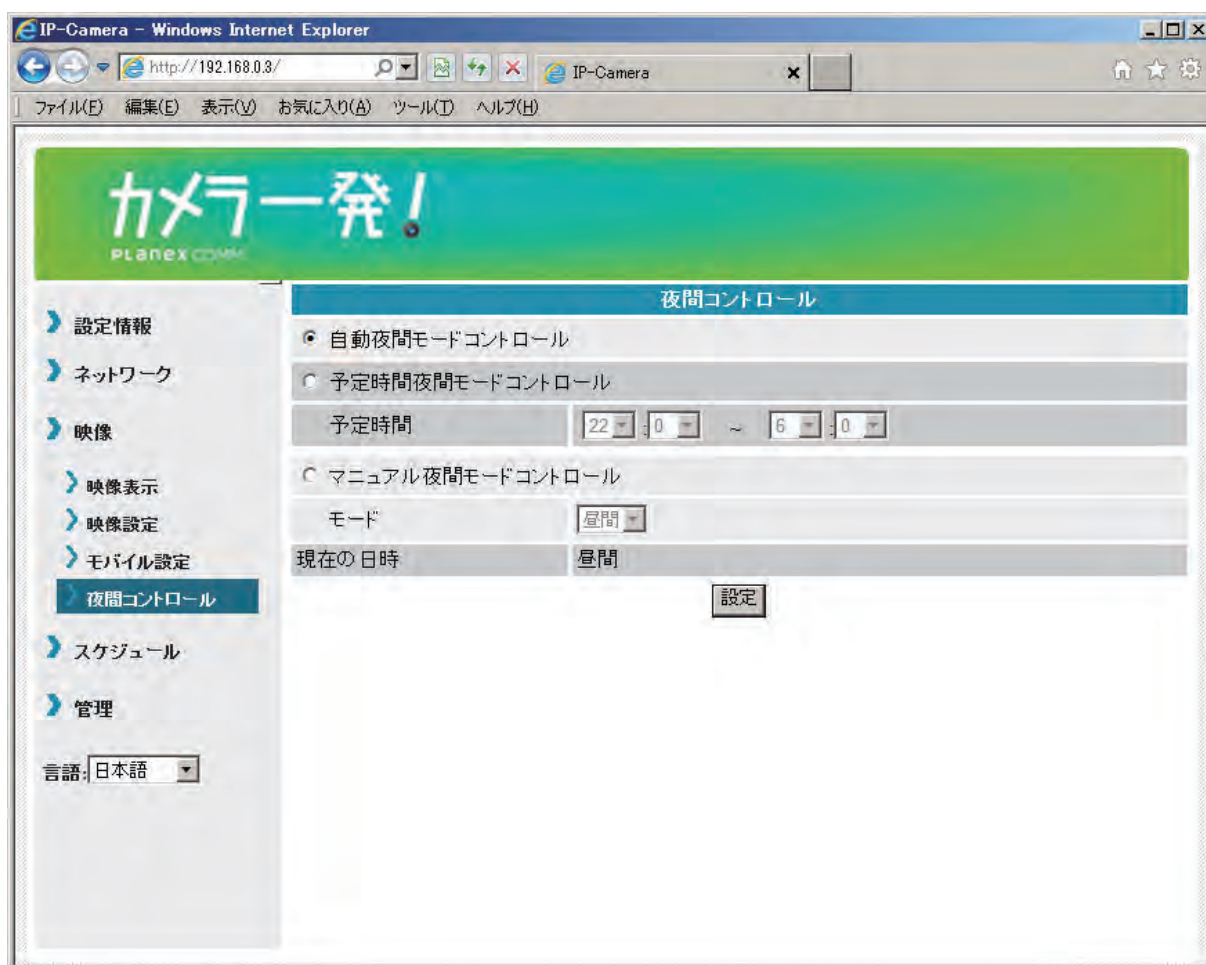 IP-Camera - Windows Internet Explorer
http://192.168.0.3/
IP-Camera
ファイル(F) 編集(E) 表示(V) お気に入り(A) ツール(T) ヘルプ(H)
カメラ一発!
PLANEX COMM.
設定情報
ネットワーク
映像
映像表示
映像設定
モバイル設定
夜間コントロール
スケジュール
管理
言語: 日本語
夜間コントロール
自動夜間モードコントロール
予定時間夜間モードコントロール
予定時間 22 : 0 ~ 6 : 0
マニュアル夜間モードコントロール
モード 昼間
現在の日時 昼間
設定